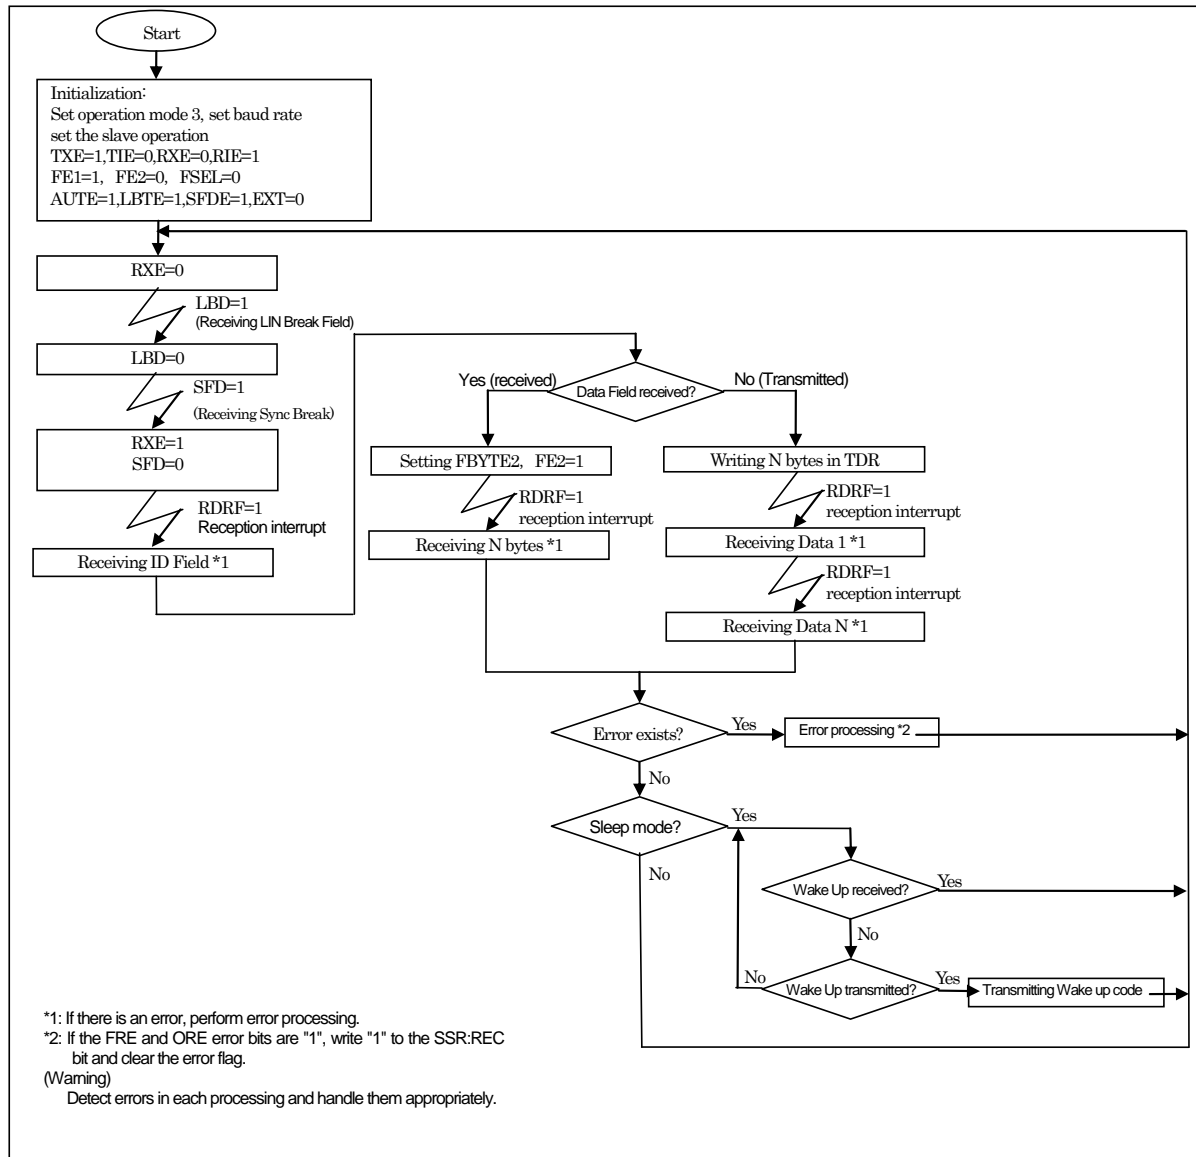 Start
Initialization:
Set operation mode 3, set baud rate
set the slave operation
TXE=1,TIE=0,RXE=0,RIE=1
FE1=1, FE2=0, FSEL=0
AUTE=1,LBTE=1,SFDE=1,EXT=0
RXE=0
LBD=1
(Receiving LIN Break Field)
LBD=0
SFD=1
(Receiving Sync Break)
RXE=1
SFD=0
RDRF=1
Reception interrupt
Receiving ID Field *1
Data Field received?
Yes (received)
No (Transmitted)
Setting FBYTE2, FE2=1
RDRF=1
reception interrupt
Receiving N bytes *1
Writing N bytes in TDR
RDRF=1
reception interrupt
Receiving Data 1 *1
RDRF=1
reception interrupt
Receiving Data N *1
Error exists?
Yes
Error processing *2
No
Sleep mode?
Yes
No
Wake Up received?
Yes
No
Wake Up transmitted?
No
Yes
Transmitting Wake up code
*1: If there is an error, perform error processing.
*2: If the FRE and ORE error bits are "1", write "1" to the SSR:REC
bit and clear the error flag.
(Warning)
Detect errors in each processing and handle them appropriately.